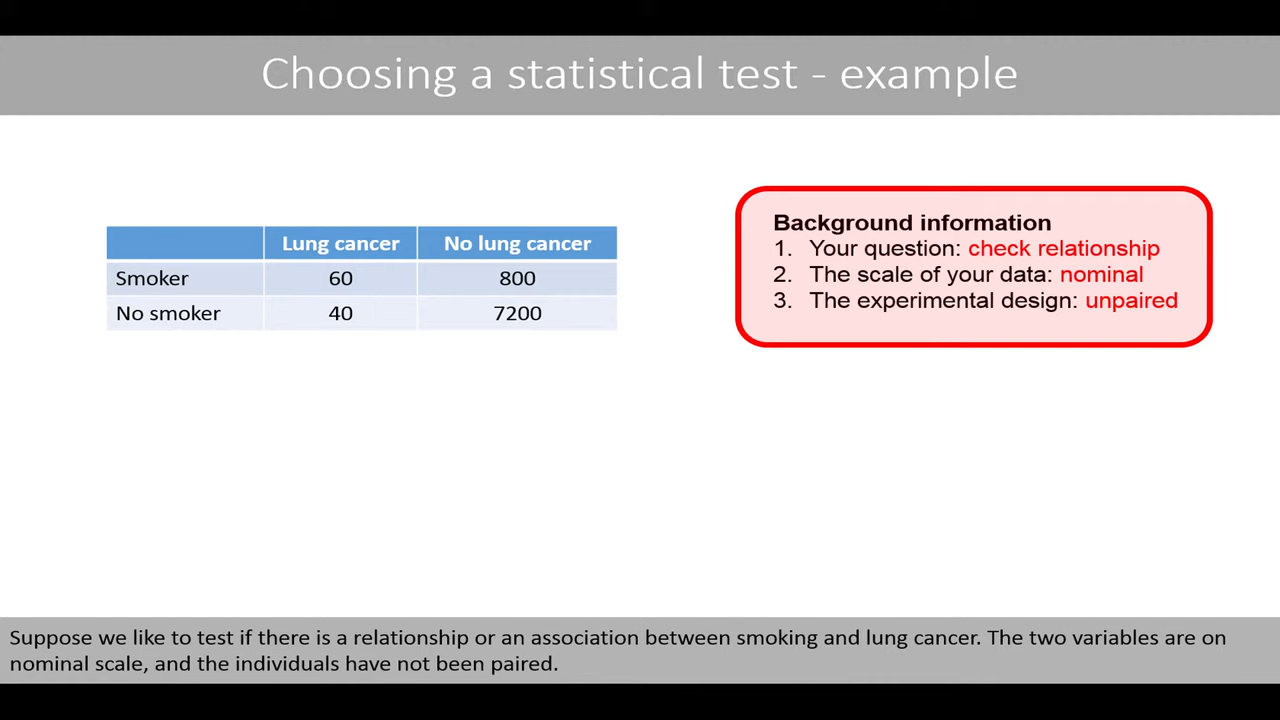 Choosing a statistical test - example
Lung cancer No lung cancer
Smoker 60 800
No smoker 40 7200
Background information
1. Your question: check relationship
2. The scale of your data: nominal
3. The experimental design: unpaired
Suppose we like to test if there is a relationship or an association between smoking and lung cancer. The two variables are on
nominal scale, and the individuals have not been paired.